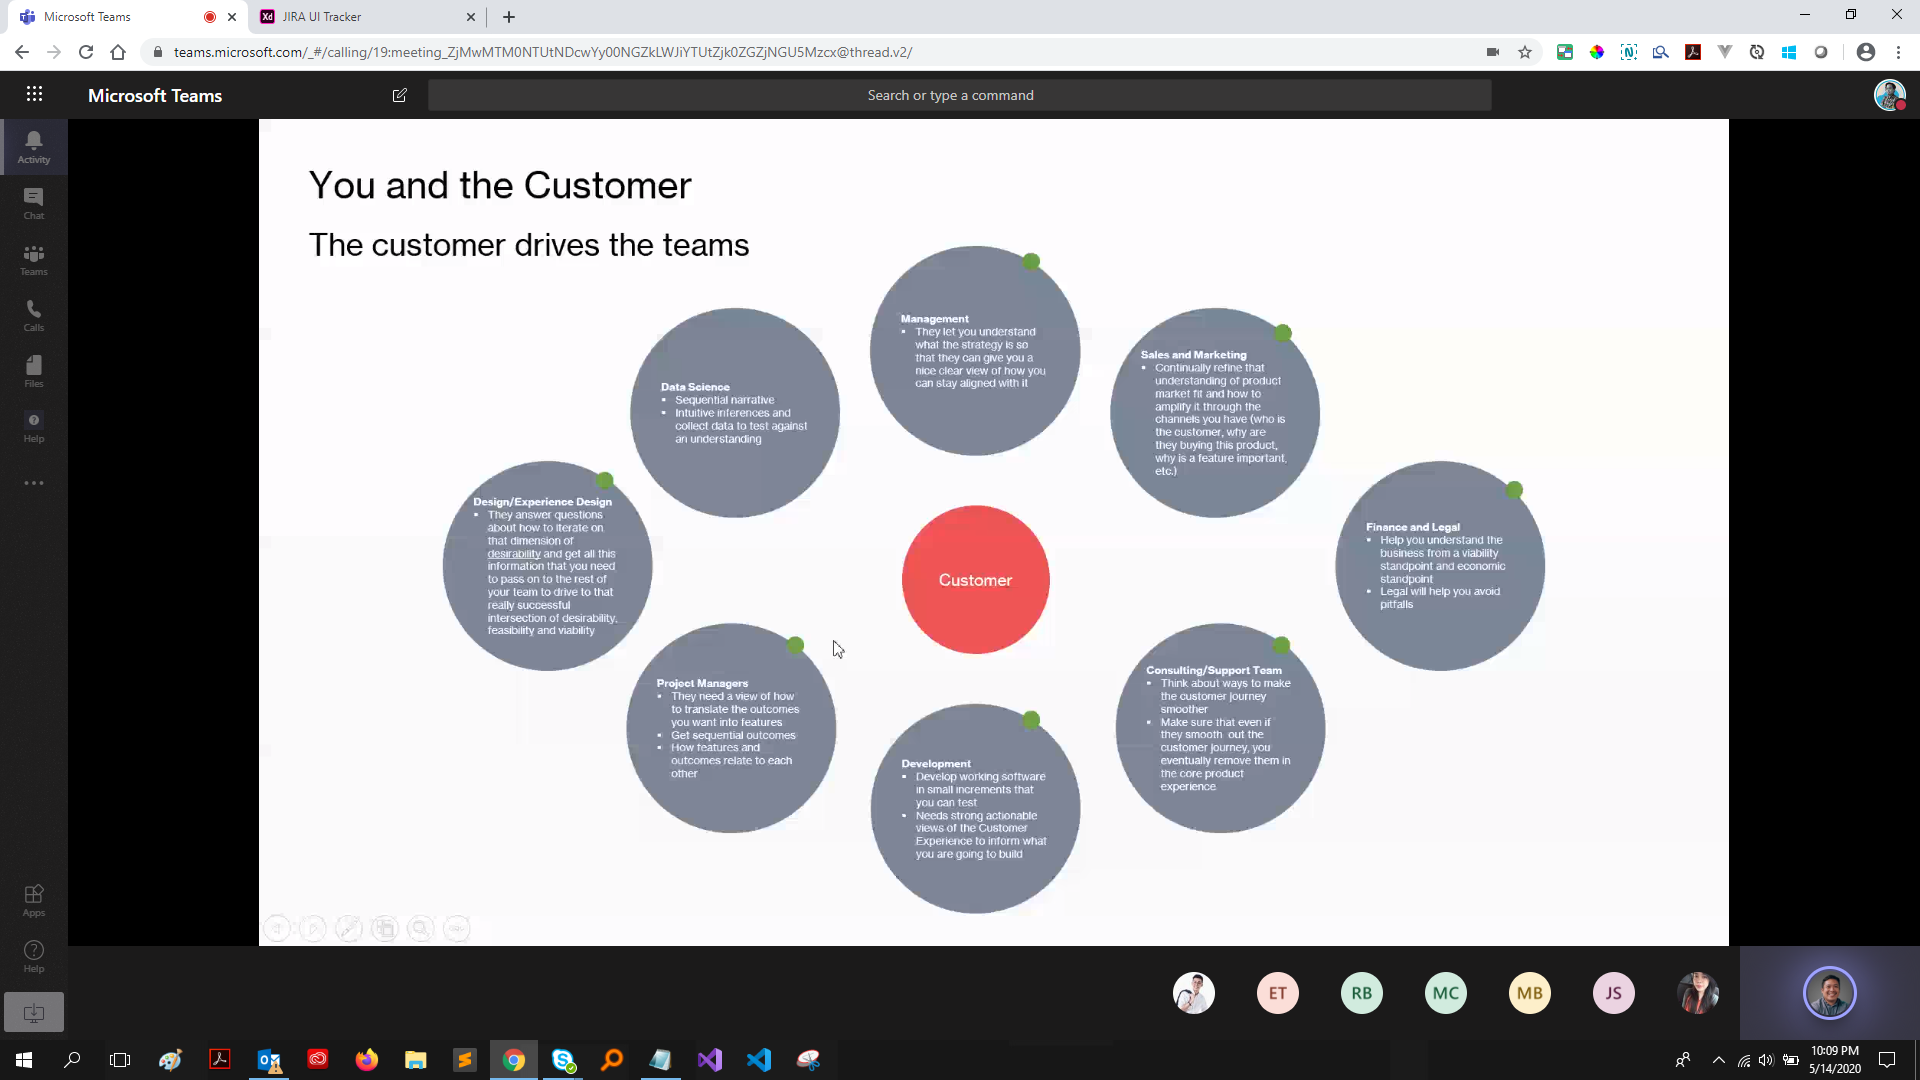 Microsoft Teams
JIRA UI Tracker
teams.microsoft.com/_#/calling/19:meeting_ZjMwMTM0NTUtNDcwYy00NGZkLWJiYTUtZjk0ZGZjNGU5Mzcx@thread.v2/
Microsoft Teams
Search or type a command
Activity
Chat
Teams
Calls
Files
Help
Apps
Help
You and the Customer
The customer drives the teams
Management
They let you understand
what the strategy is so
that they can give you a
nice clear view of how you
can stay aligned with it
Data Science
Sequential narrative
Intuitive inferences and
collect data to test against
an understanding
Sales and Marketing
Continually refine that
understanding of product
market fit and how to
amplify it through the
channels you have (who is
the customer, why are
they buying this product,
why is a feature important,
etc.)
Design/Experience Design
They answer questions
about how to iterate on
that dimension of
desirability and get all this
information that you need
to pass on to the rest of
your team to drive to that
really successful
intersection of desirability,
feasibility and viability
Customer
Finance and Legal
Help you understand the
business from a viability
standpoint and economic
standpoint
Legal will help you avoid
pitfalls
Project Managers
They need a view of how
to translate the outcomes
you want into features
Get sequential outcomes
How features and
outcomes relate to each
other
Development
Develop working software
in small increments that
you can test
Needs strong actionable
views of the Customer
Experience to inform what
you are going to build
Consulting/Support Team
Think about ways to make
the customer journey
smoother
Make sure that even if
they smooth out the
customer journey, you
eventually remove them in
the core product
experience
ET
RB
MC
MB
JS
10:09 PM
5/14/2020